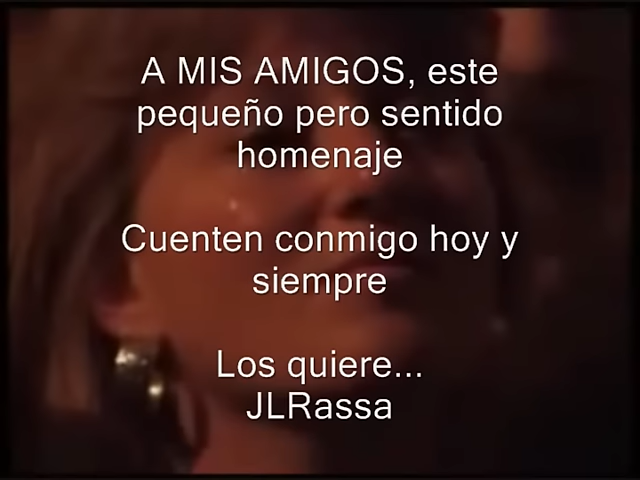 A MIS AMIGOS, este
pequeño pero sentido
homenaje
Cuenten conmigo hoy y
siempre
Los quiere...
JLRassa